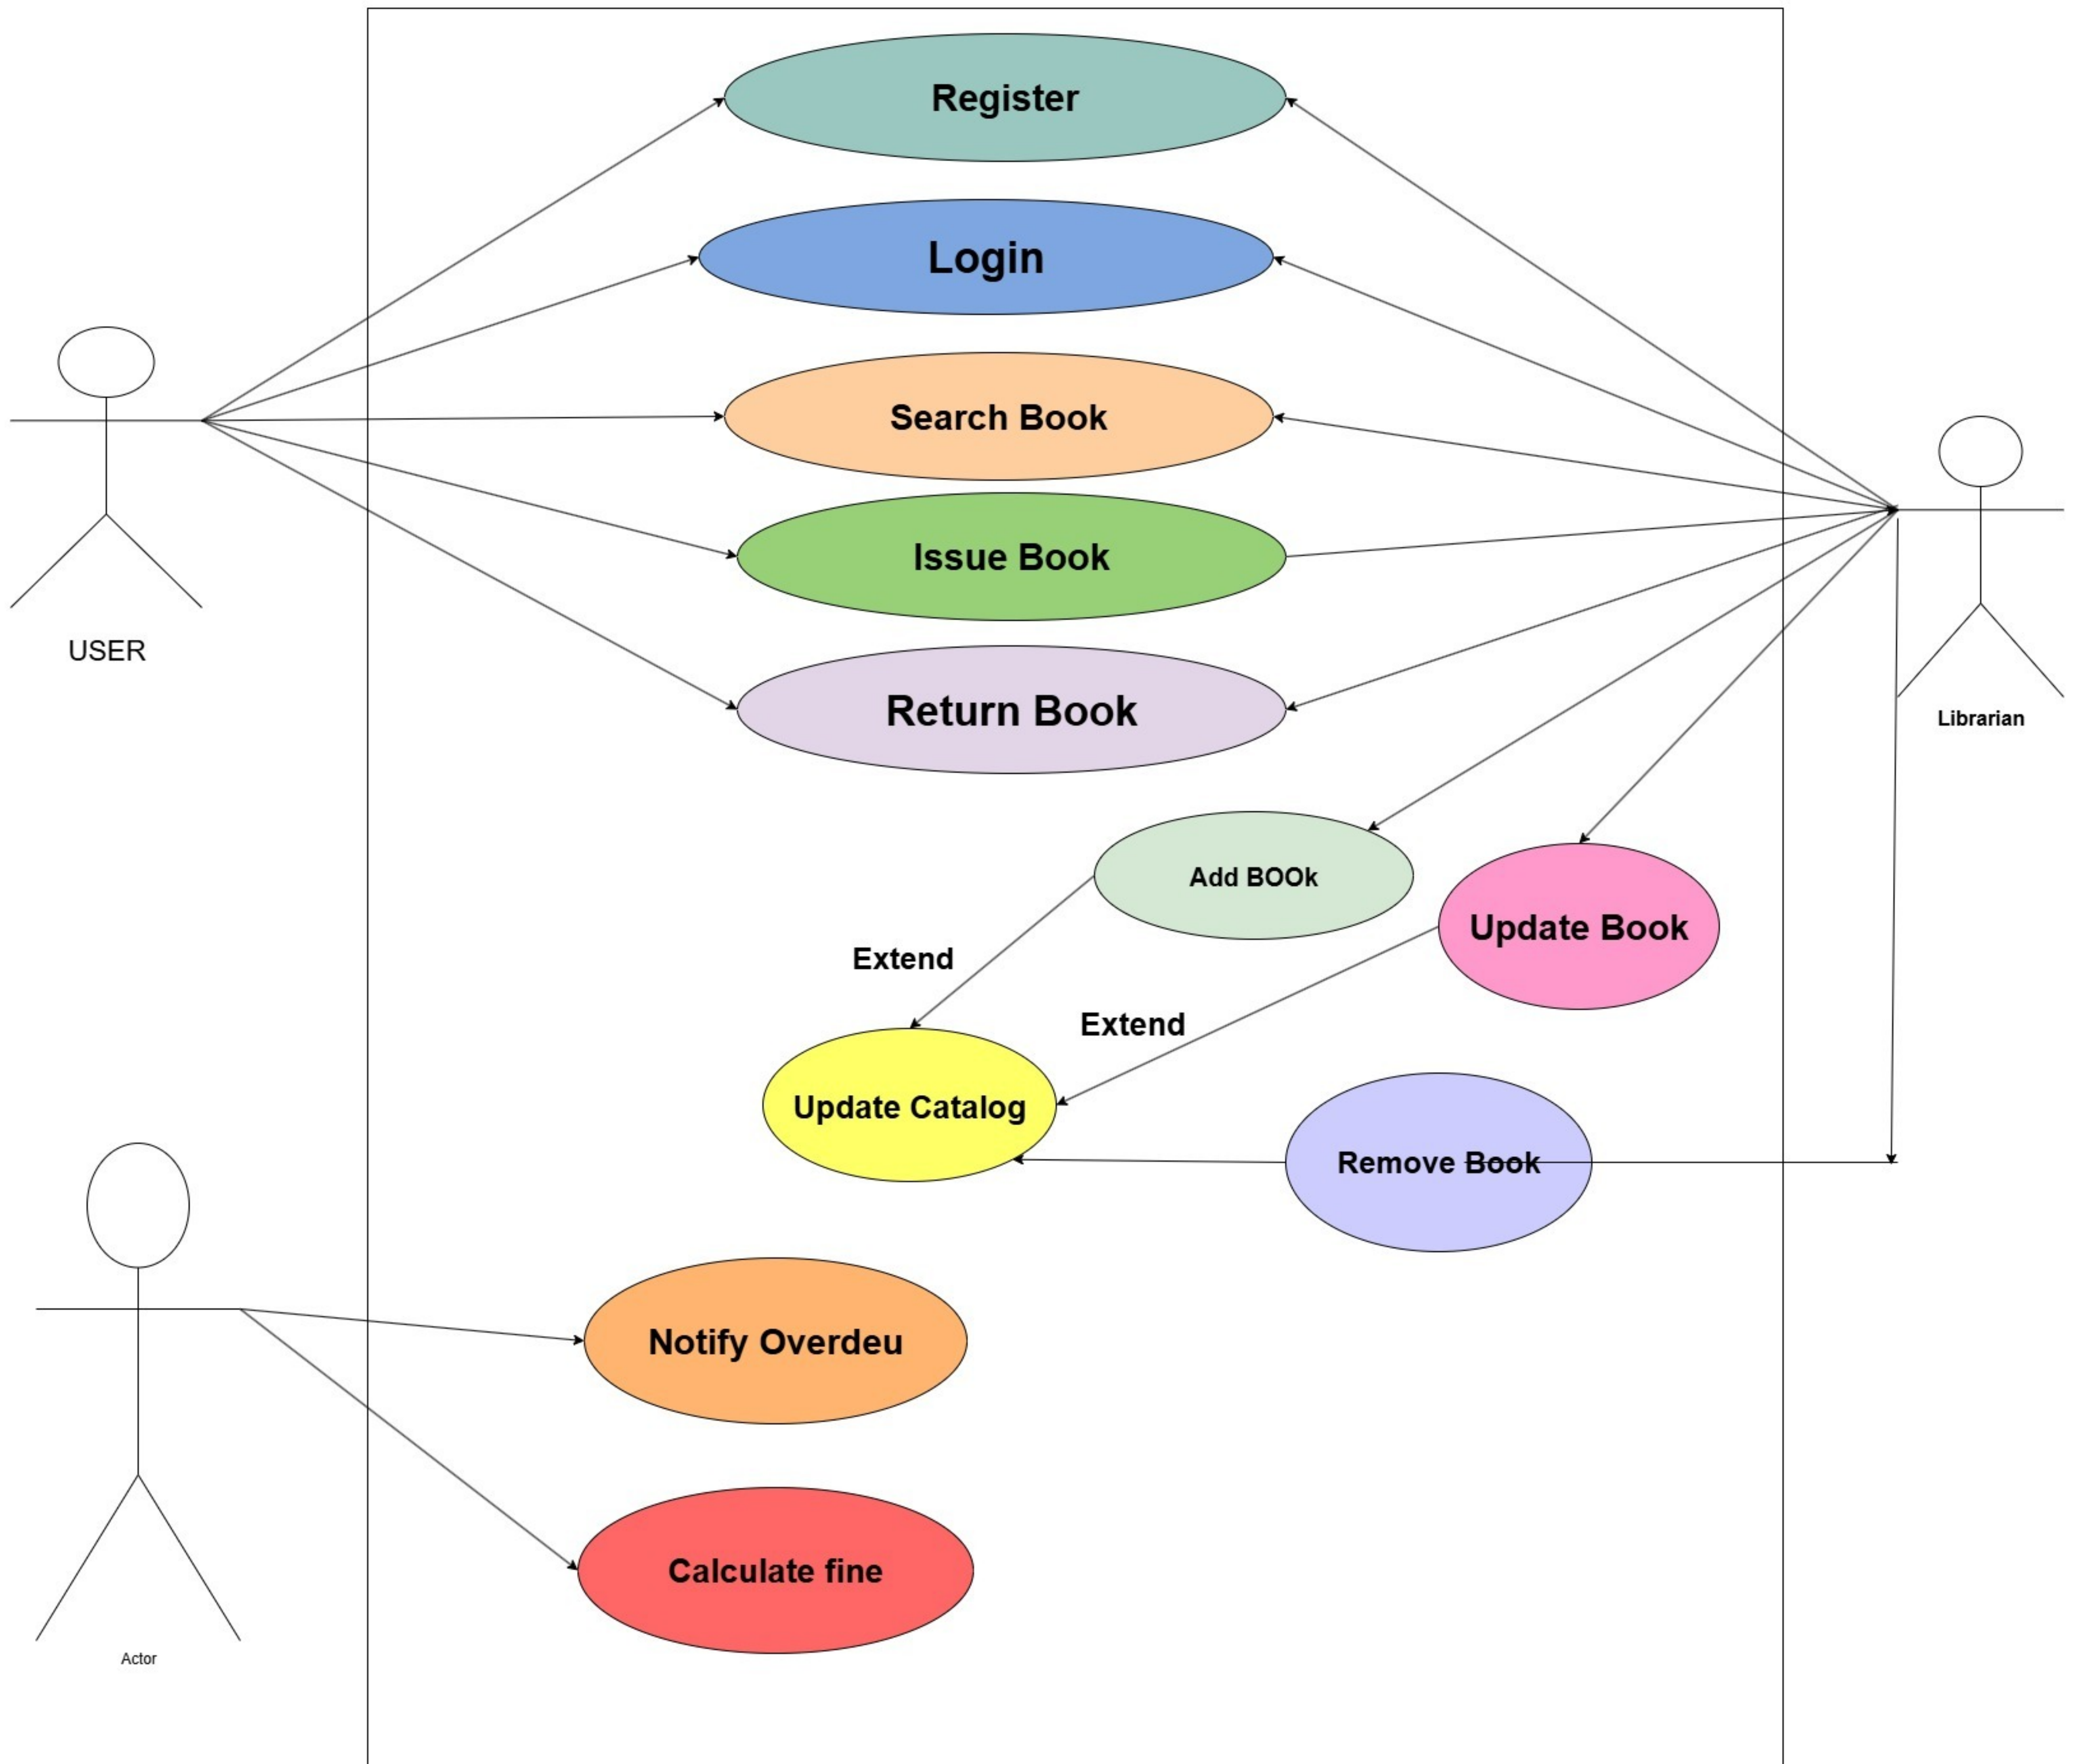 Register
Login
Search Book
Issue Book
USER
Return Book
Librarian
Add BOOk
Update Book
Extend
Extend
Update Catalog
Remove Book
Notify Overdeu
Calculate fine
Actor